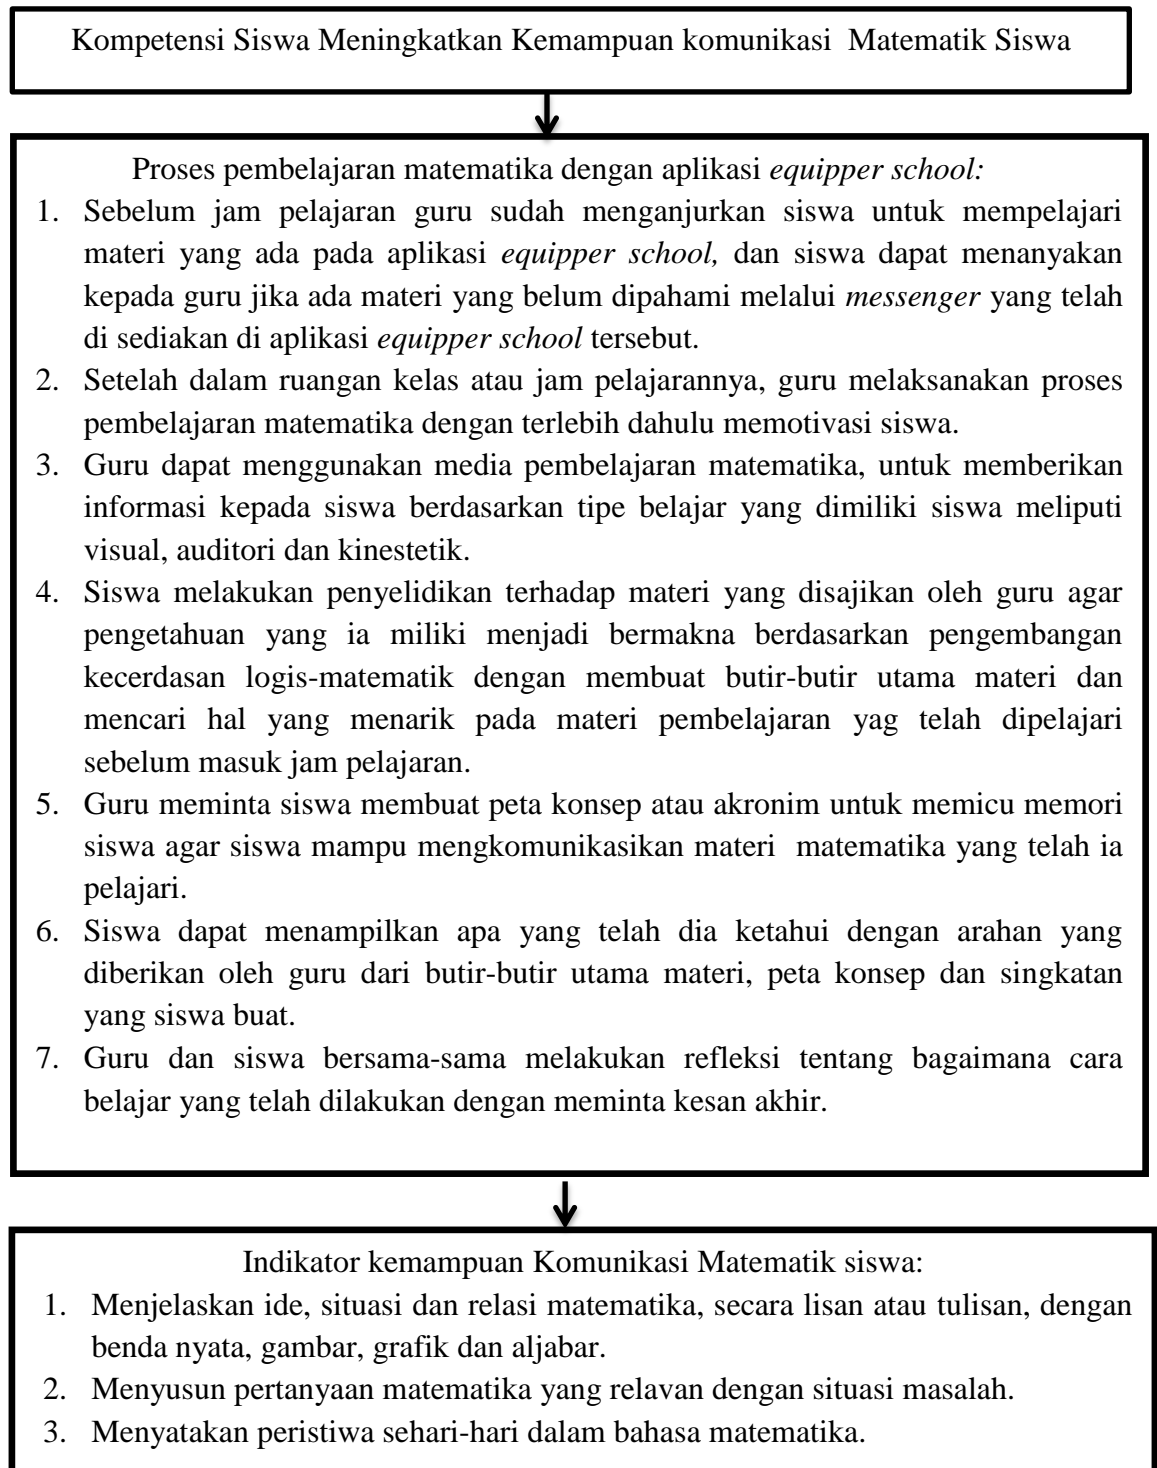 Kompetensi Siswa Meningkatkan Kemampuan komunikasi Matematik Siswa
Proses pembelajaran matematika dengan aplikasi equipper school:
1. Sebelum jam pelajaran guru sudah menganjurkan siswa untuk mempelajari
materi yang ada pada aplikasi equipper school, dan siswa dapat menanyakan
kepada guru jika ada materi yang belum dipahami melalui messenger yang telah
di sediakan di aplikasi equipper school tersebut.
2. Setelah dalam ruangan kelas atau jam pelajarannya, guru melaksanakan proses
pembelajaran matematika dengan terlebih dahulu memotivasi siswa.
3. Guru dapat menggunakan media pembelajaran matematika, untuk memberikan
informasi kepada siswa berdasarkan tipe belajar yang dimiliki siswa meliputi
visual, auditori dan kinestetik.
4. Siswa melakukan penyelidikan terhadap materi yang disajikan oleh guru agar
pengetahuan yang ia miliki menjadi bermakna berdasarkan pengembangan
kecerdasan logis-matematik dengan membuat butir-butir utama materi dan
mencari hal yang menarik pada materi pembelajaran yag telah dipelajari
sebelum masuk jam pelajaran.
5. Guru meminta siswa membuat peta konsep atau akronim untuk memicu memori
siswa agar siswa mampu mengkomunikasikan materi matematika yang telah ia
pelajari.
6. Siswa dapat menampilkan apa yang telah dia ketahui dengan arahan yang
diberikan oleh guru dari butir-butir utama materi, peta konsep dan singkatan
yang siswa buat.
7. Guru dan siswa bersama-sama melakukan refleksi tentang bagaimana cara
belajar yang telah dilakukan dengan meminta kesan akhir.
Indikator kemampuan Komunikasi Matematik siswa:
1. Menjelaskan ide, situasi dan relasi matematika, secara lisan atau tulisan, dengan
benda nyata, gambar, grafik dan aljabar.
2. Menyusun pertanyaan matematika yang relavan dengan situasi masalah.
3. Menyatakan peristiwa sehari-hari dalam bahasa matematika.